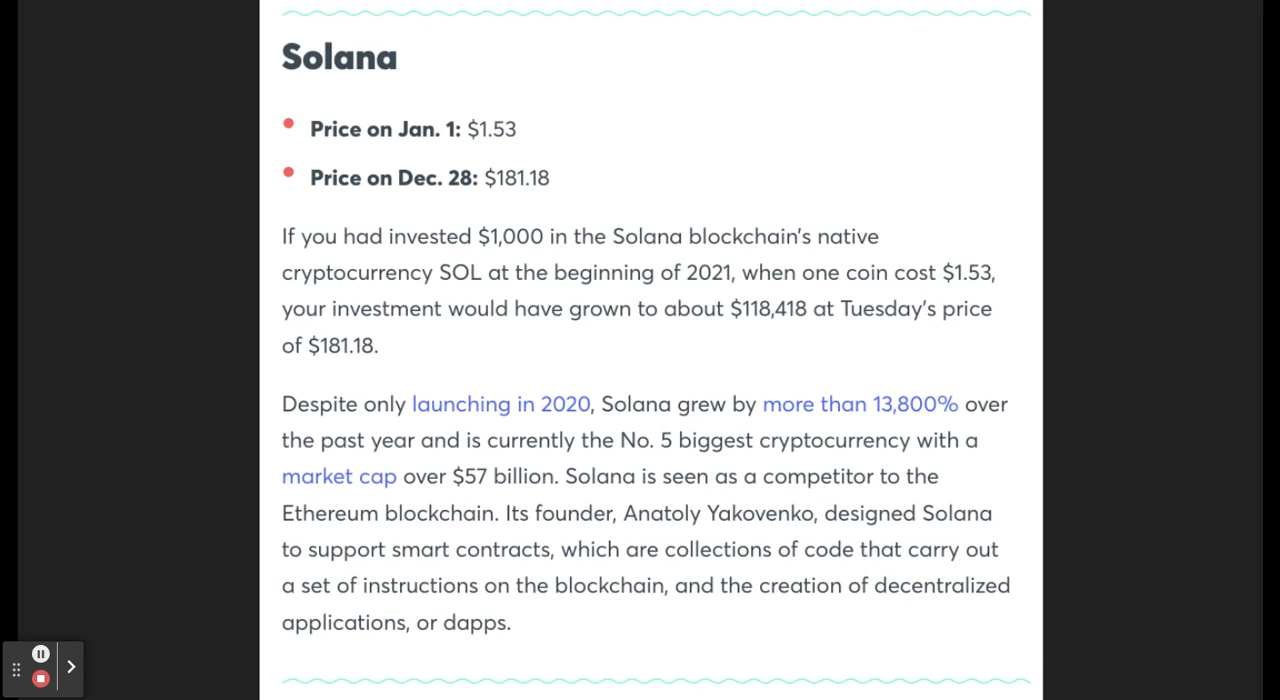 Solana
Price on Jan. 1: $1.53
Price on Dec. 28: $181.18
If you had invested $1,000 in the Solana blockchain's native
cryptocurrency SOL at the beginning of 2021, when one coin cost $1.53,
your investment would have grown to about $118,418 at Tuesday's price
of $181.18.
Despite only launching in 2020, Solana grew by more than 13,800% over
the past year and is currently the No. 5 biggest cryptocurrency with a
market cap over $57 billion. Solana is seen as a competitor to the
Ethereum blockchain. Its founder, Anatoly Yakovenko, designed Solana
to support smart contracts, which are collections of code that carry out
a set of instructions on the blockchain, and the creation of decentralized
applications, or dapps.